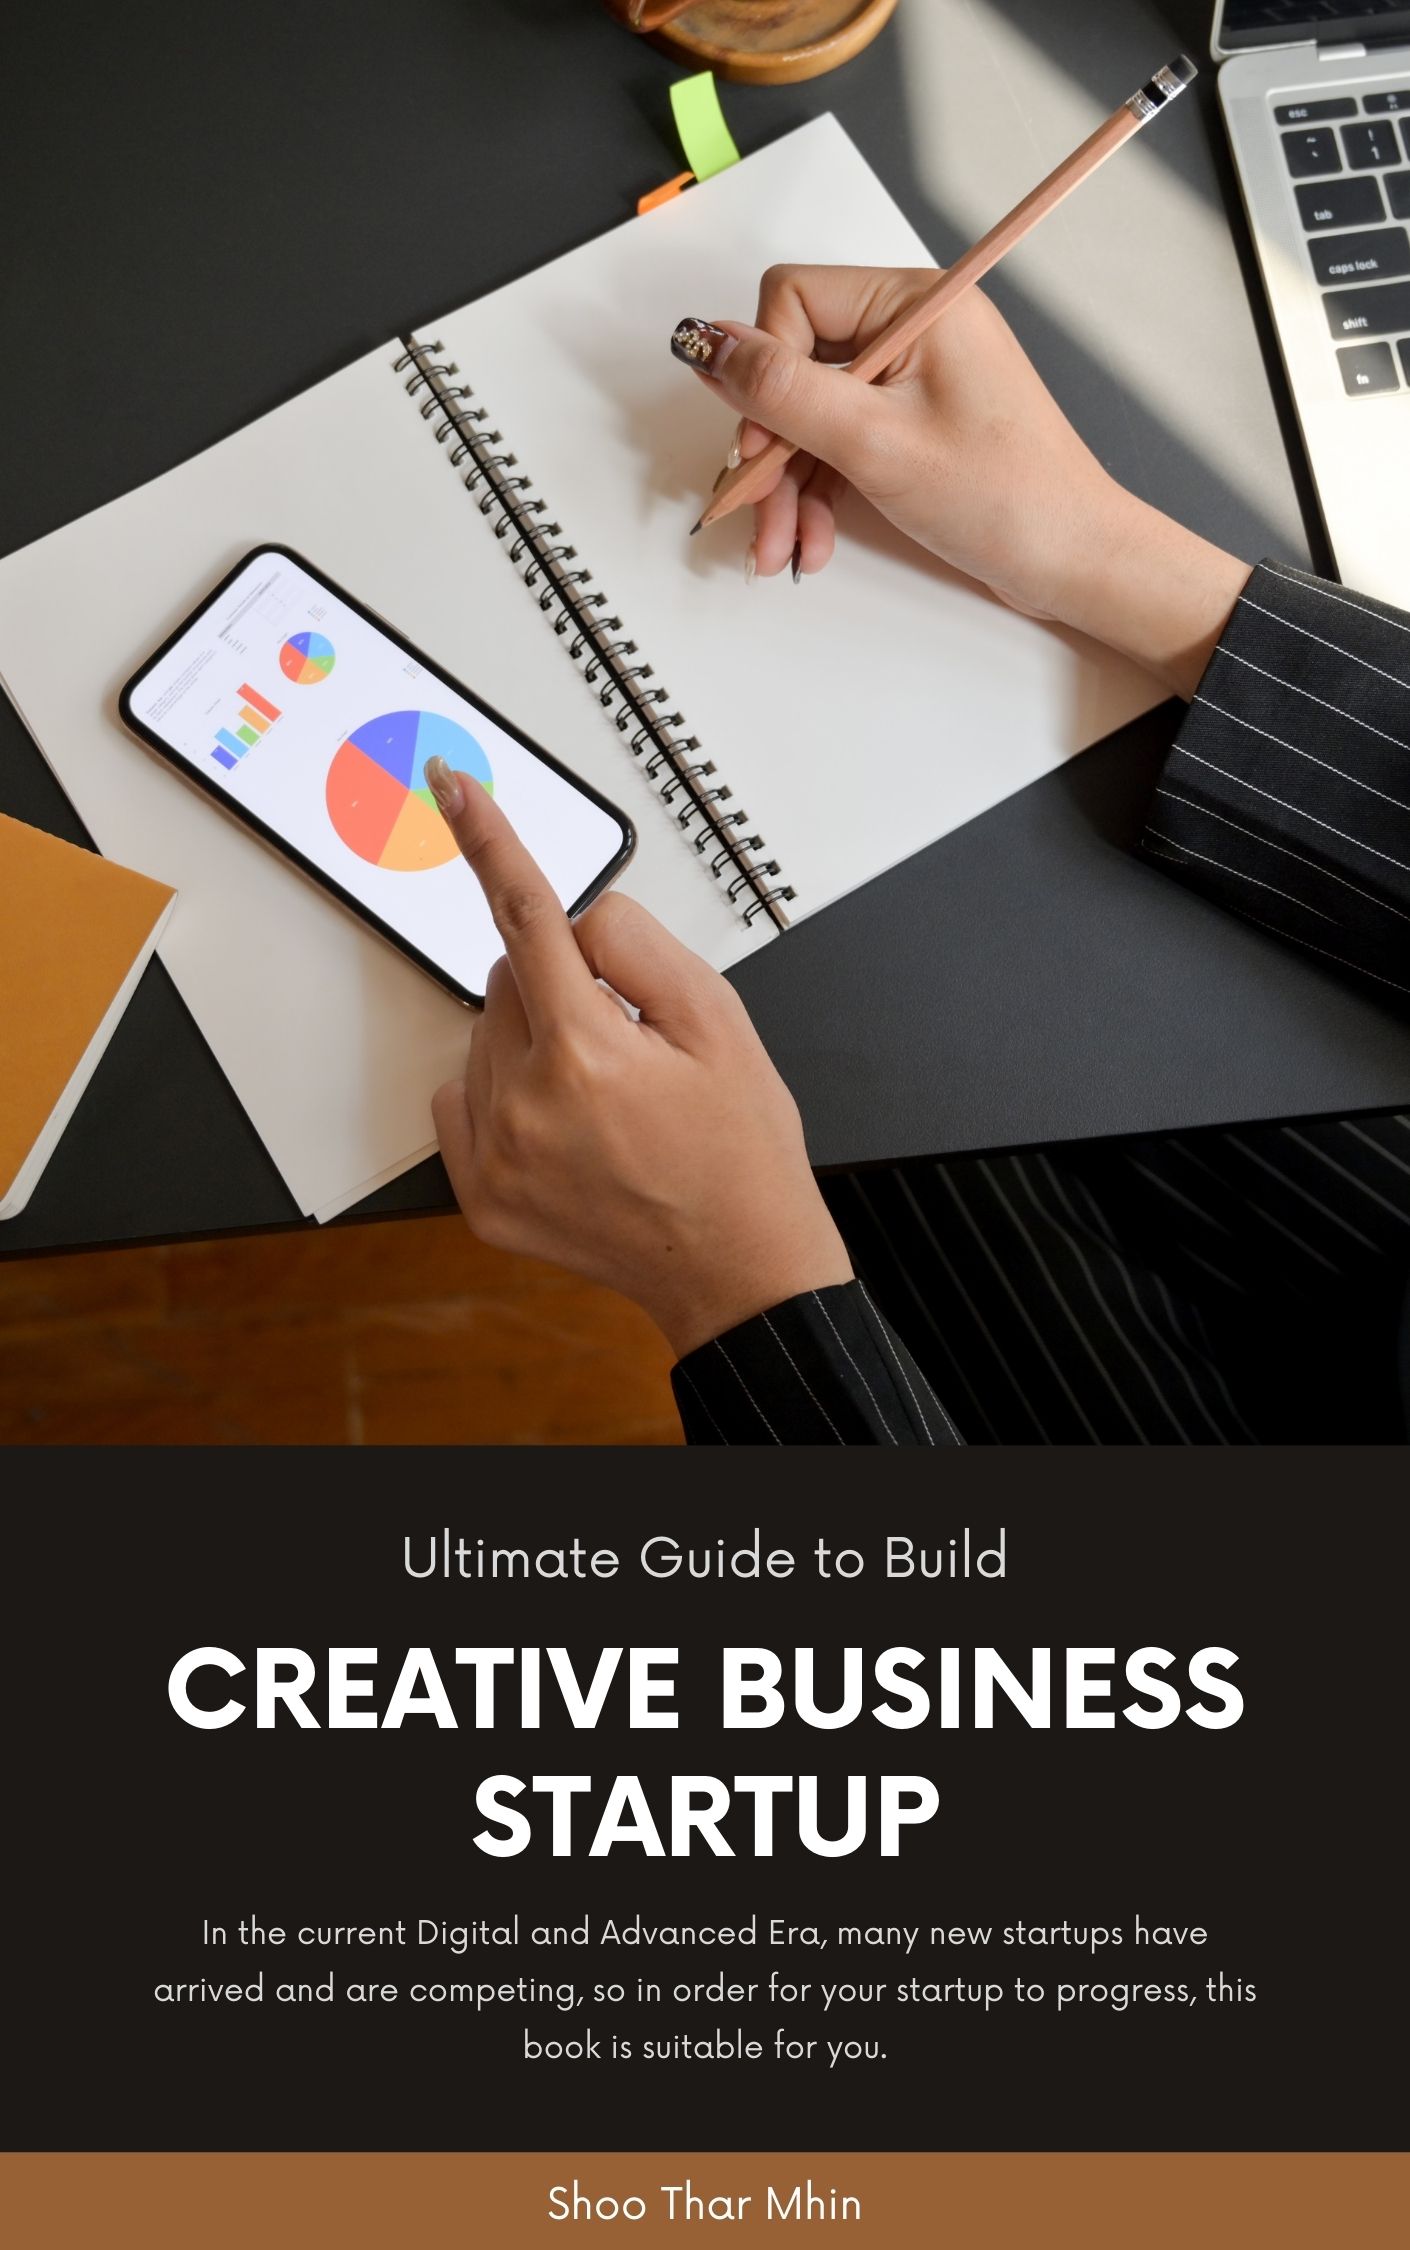 esc
tab
caps lock
shift
fn
Ultimate Guide to Build
CREATIVE BUSINESS
STARTUP
In the current Digital and Advanced Era, many new startups have
arrived and are competing, so in order for your startup to progress, this
book is suitable for you.
Shoo Thar Mhin